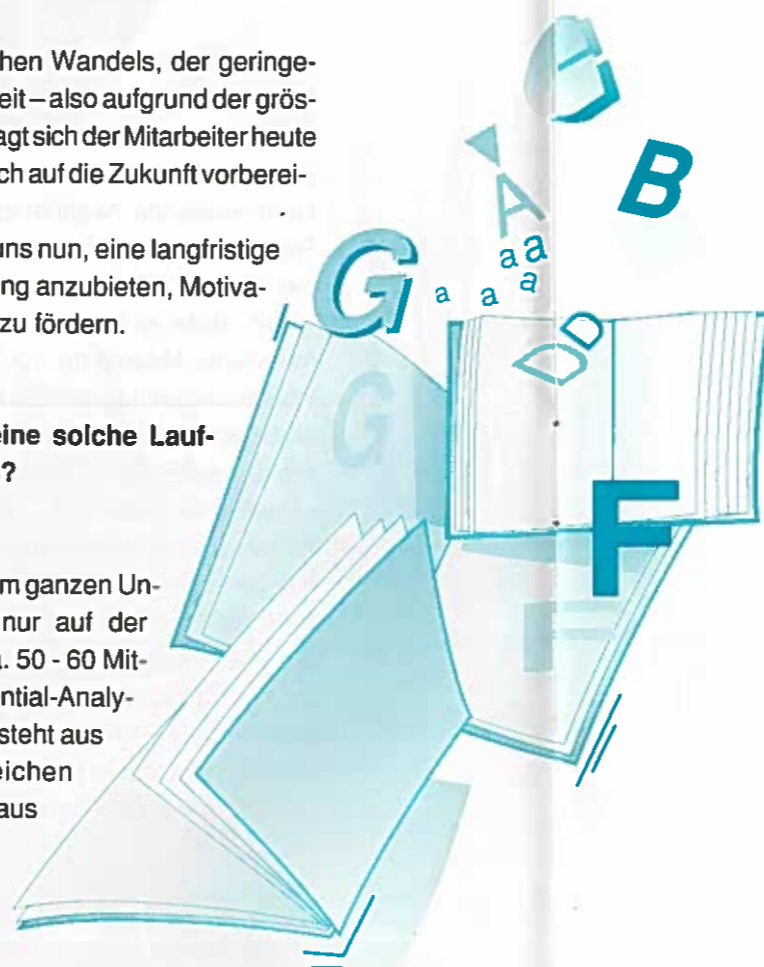 hen Wandels, der geringe-
eit – also aufgrund der grös-
agt sich der Mitarbeiter heute
ch auf die Zukunft vorberei-
uns nun, eine langfristige
ng anzubieten, Motiva-
zu fördern.
eine solche Lauf-
?
m ganzen Un-
nur auf der
. 50 - 60 Mit-
ntial-Analy-
steht aus
eichen
aus
B
A
a a
a a a
G
D D
G
F